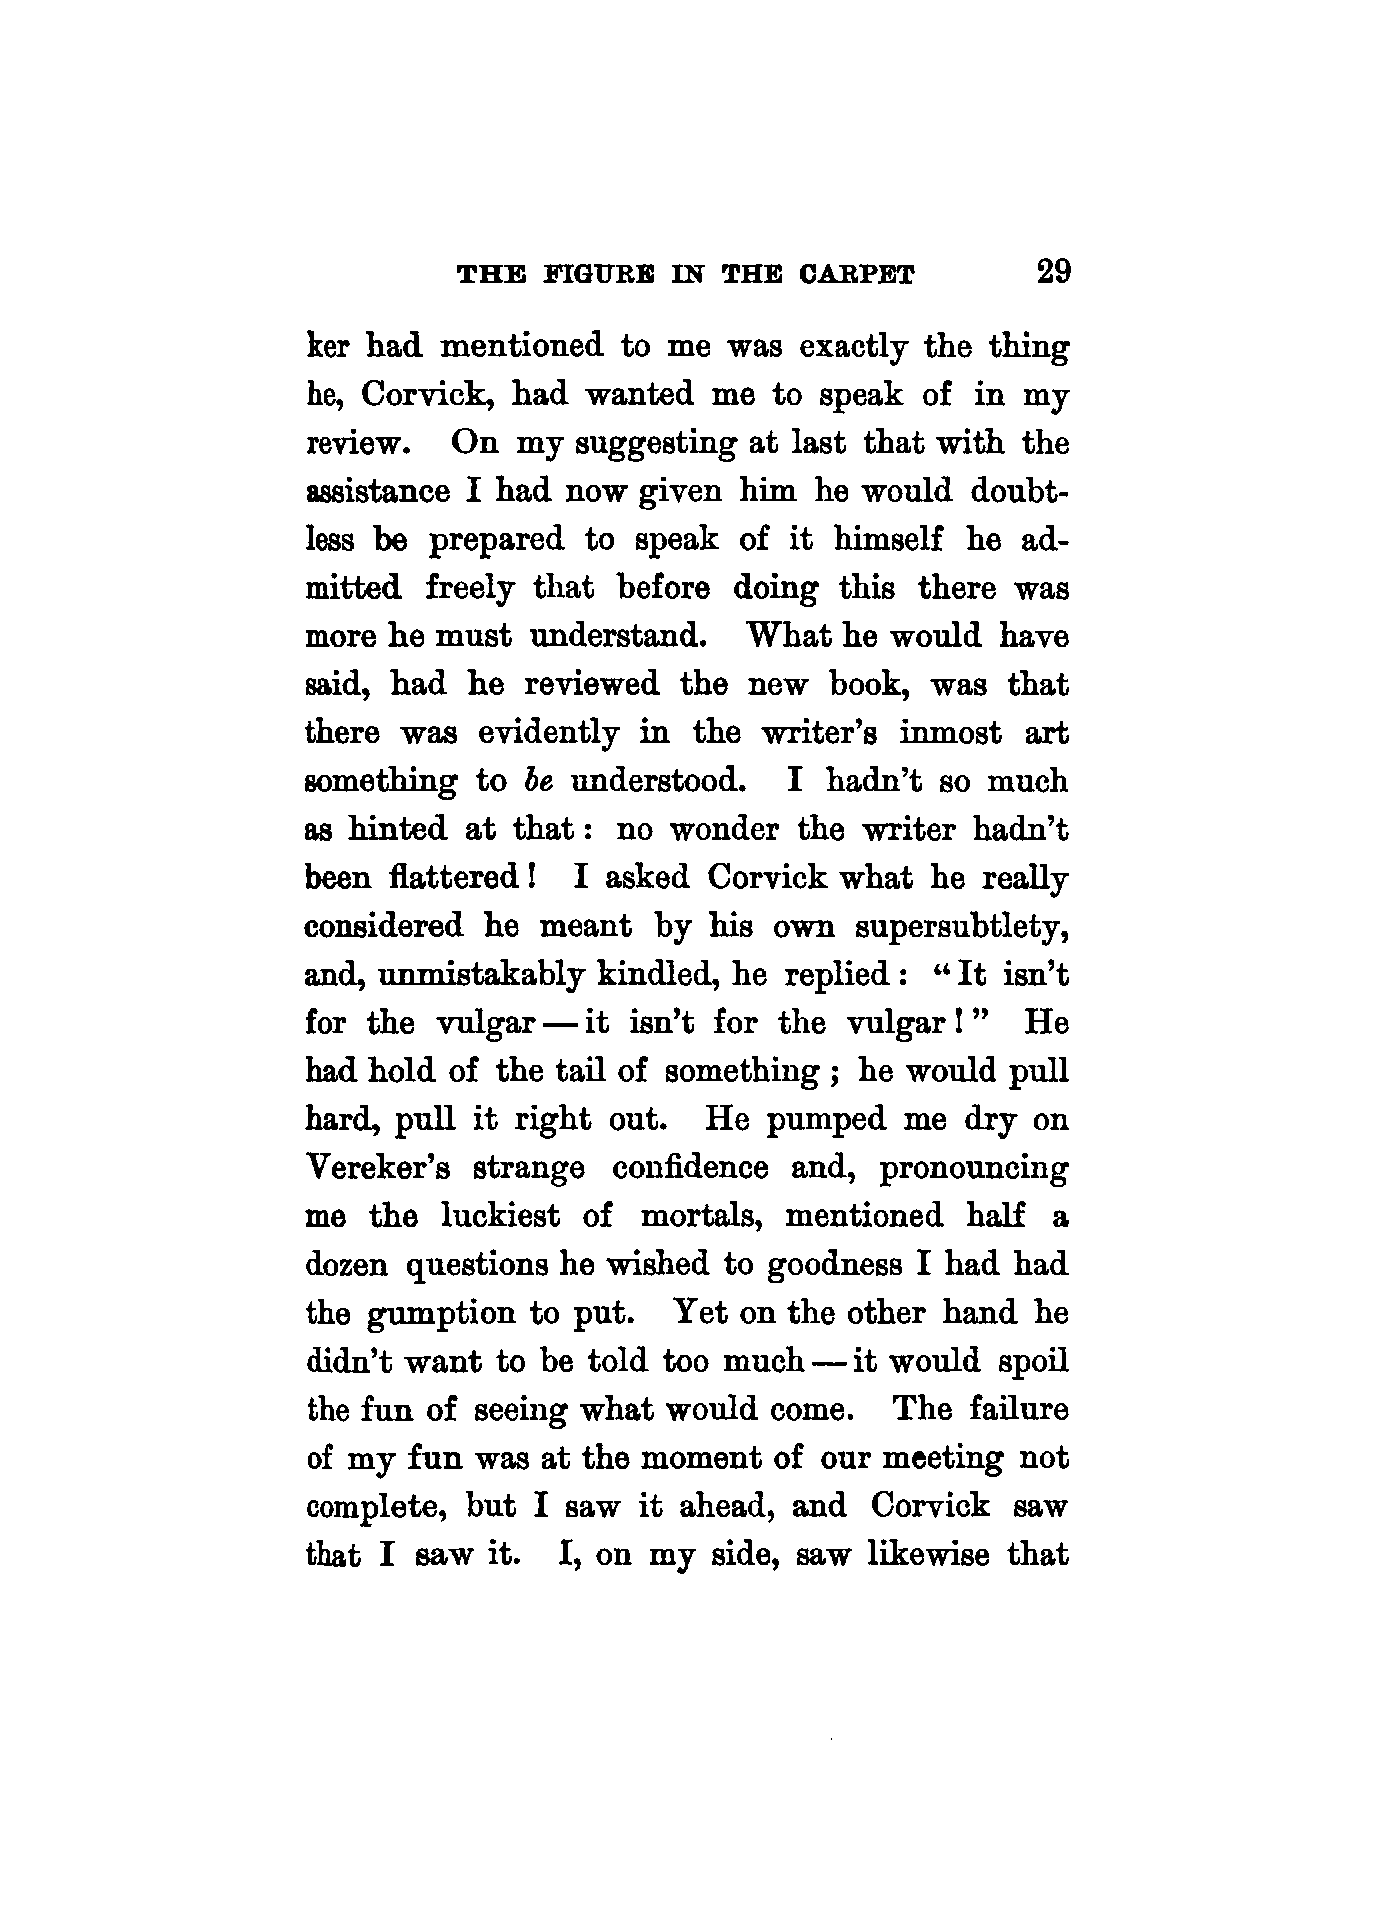 THE FIGURE IN THE CARPET 29
ker had mentioned to me was exactly the thing
he, Corvick, had wanted me to speak of in my
review. On my suggesting at last that with the
assistance I had now given him he would doubt-
less be prepared to speak of it himself he ad-
mitted freely that before doing this there was
more he must understand. What he would have
said, had he reviewed the new book, was that
there was evidently in the writer's inmost art
something to be understood. I hadn't so much
as hinted at that: no wonder the writer hadn't
been flattered! I asked Corvick what he really
considered he meant by his own supersubtlety,
and, unmistakably kindled, he replied: "It isn't
for the vulgar—it isn't for the vulgar!" He
had hold of the tail of something; he would pull
hard, pull it right out. He pumped me dry on
Vereker's strange confidence and, pronouncing
me the luckiest of mortals, mentioned half a
dozen questions he wished to goodness I had had
the gumption to put. Yet on the other hand he
didn't want to be told too much—it would spoil
the fun of seeing what would come. The failure
of my fun was at the moment of our meeting not
complete, but I saw it ahead, and Corvick saw
that I saw it. I, on my side, saw likewise that